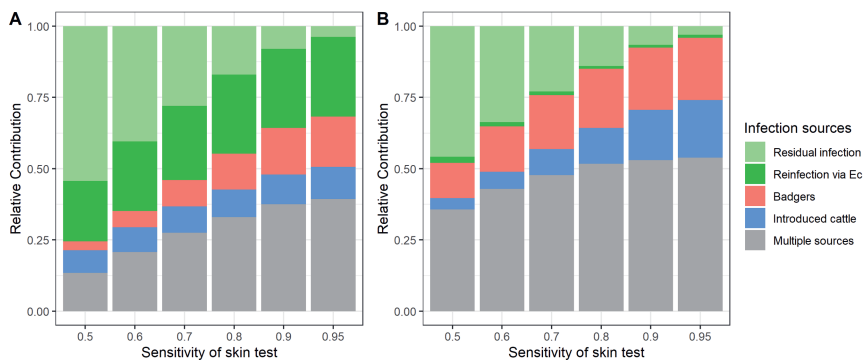 A
B
1.00
0.75
0.50
0.25
0.00
Relative Contribution
0.5 0.6 0.7 0.8 0.9 0.95
Sensitivity of skin test
1.00
0.75
0.50
0.25
0.00
Relative Contribution
0.5 0.6 0.7 0.8 0.9 0.95
Sensitivity of skin test
Infection sources
Residual infection
Reinfection via Ec
Badgers
Introduced cattle
Multiple sources